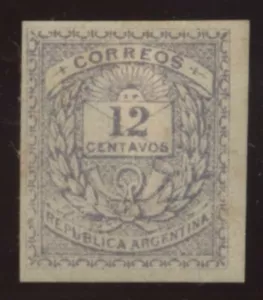 CORREOS
12
CENTAVOS
REPUBLICA ARGENTINA